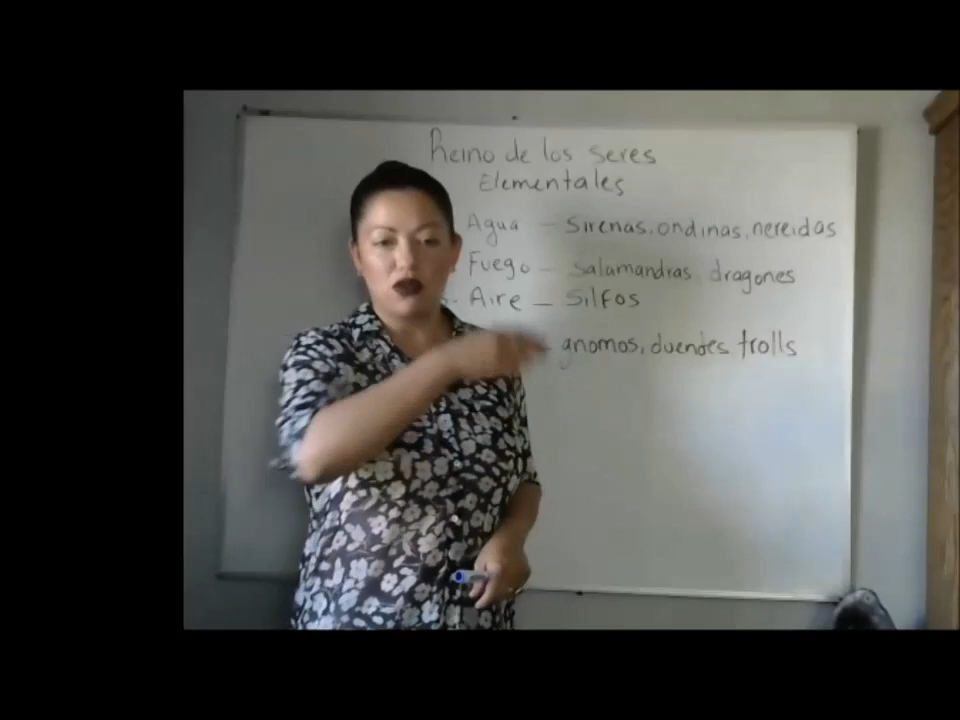 Reino de los seres
Elementales
Agua - Sirenas, ondinas, nereidas
Fuego - Salamandras, dragones
Aire - Silfos
gnomos, duendes trolls